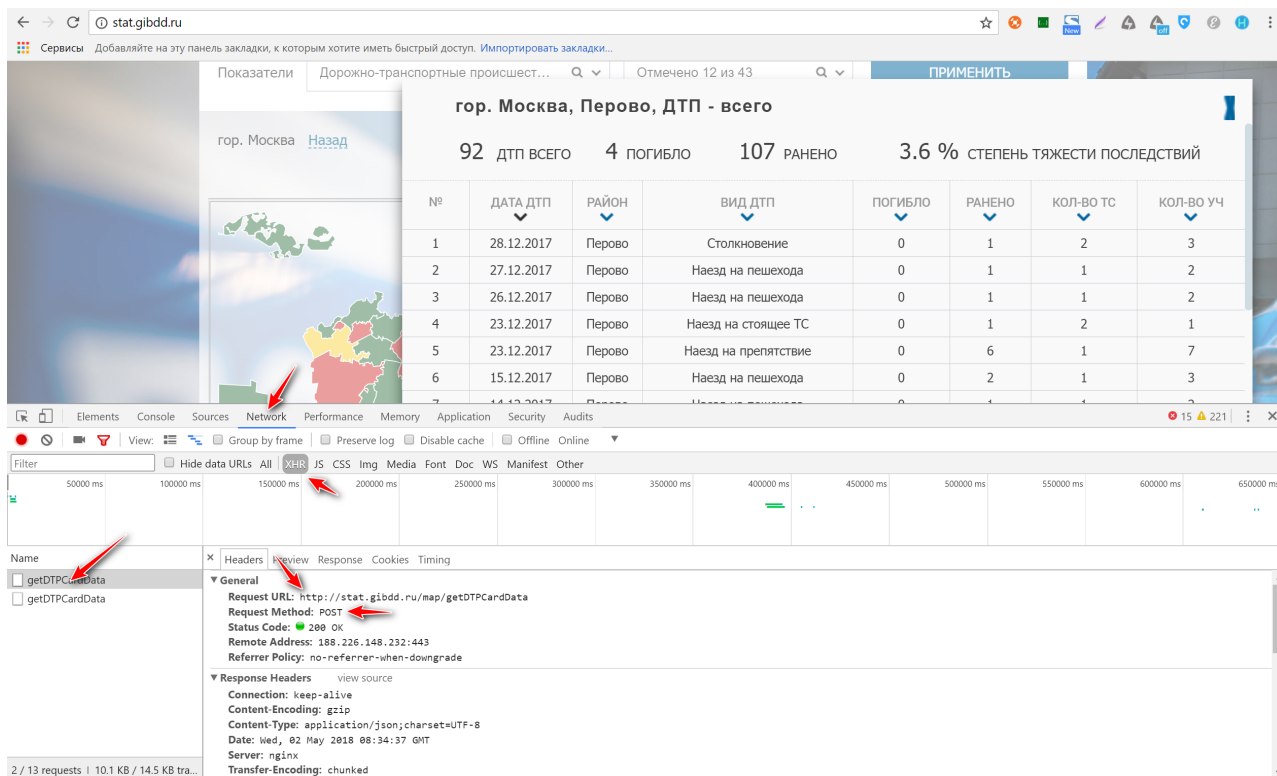 stat.gibdd.ru
New
off
Сервисы Добавляйте на эту панель закладки, к которым хотите иметь быстрый доступ. Импортировать закладки...
Показатели Дорожно-транспортные происшест... Отмечено 12 из 43 ПРИМЕНИТЬ
гор. Москва, Перово, ДТП - всего
гор. Москва Назад
92 ДТП ВСЕГО 4 ПОГИБЛО 107 РАНЕНО 3.6 % СТЕПЕНЬ ТЯЖЕСТИ ПОСЛЕДСТВИЙ
№ ДАТА ДТП РАЙОН ВИД ДТП ПОГИБЛО РАНЕНО КОЛ-ВО ТС КОЛ-ВО УЧ
1 28.12.2017 Перово Столкновение 0 1 2 3
2 27.12.2017 Перово Наезд на пешехода 0 1 1 2
3 26.12.2017 Перово Наезд на пешехода 0 1 1 2
4 23.12.2017 Перово Наезд на стоящее ТС 0 1 2 1
5 23.12.2017 Перово Наезд на препятствие 0 6 1 7
6 15.12.2017 Перово Наезд на пешехода 0 2 1 3
Elements Console Sources Network Performance Memory Application Security Audits 15 221
View: Group by frame Preserve log Disable cache Offline Online
Filter Hide data URLs All XHR JS CSS Img Media Font Doc WS Manifest Other
50000 ms 100000 ms 150000 ms 200000 ms 250000 ms 300000 ms 350000 ms 400000 ms 450000 ms 500000 ms 550000 ms 600000 ms 650000 ms
Name
getDTPCardData
getDTPCardData
2 / 13 requests | 10.1 KB / 14.5 KB tra...
× Headers Preview Response Cookies Timing
General
Request URL: http://stat.gibdd.ru/map/getDTPCardData
Request Method: POST
Status Code: 200 OK
Remote Address: 188.226.148.232:443
Referrer Policy: no-referrer-when-downgrade
Response Headers view source
Connection: keep-alive
Content-Encoding: gzip
Content-Type: application/json;charset=UTF-8
Date: Wed, 02 May 2018 08:34:37 GMT
Server: nginx
Transfer-Encoding: chunked